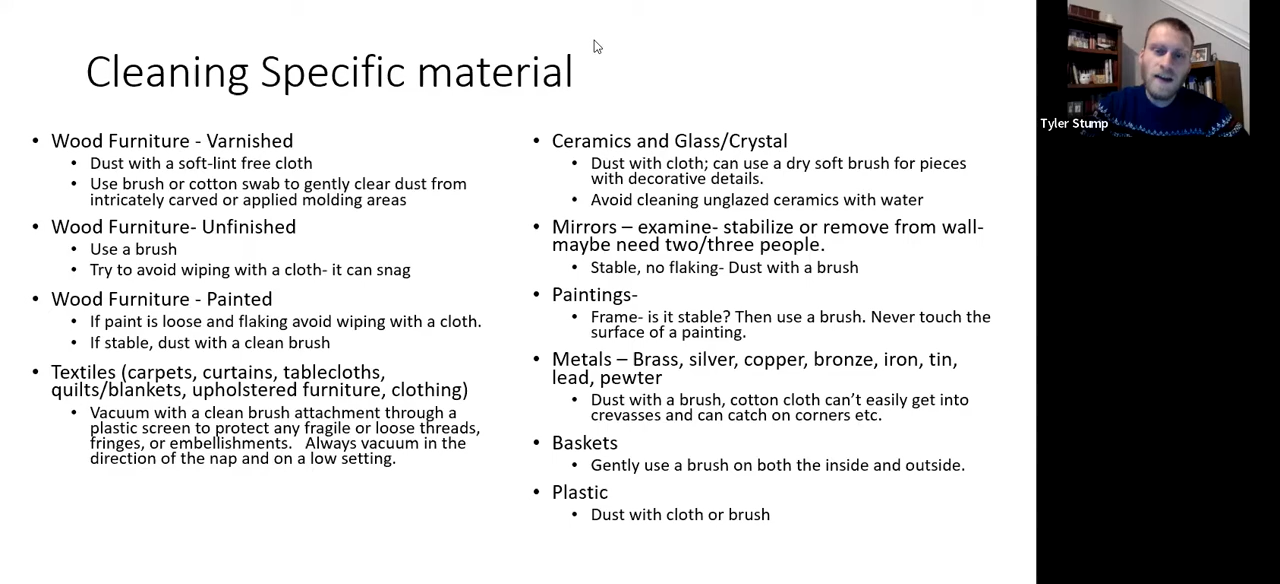 Cleaning Specific material
• Wood Furniture - Varnished
• Dust with a soft-lint free cloth
• Use brush or cotton swab to gently clear dust from
intricately carved or applied molding areas
• Wood Furniture- Unfinished
• Use a brush
• Try to avoid wiping with a cloth- it can snag
• Wood Furniture - Painted
• If paint is loose and flaking avoid wiping with a cloth.
• If stable, dust with a clean brush
• Textiles (carpets, curtains, tablecloths,
quilts/blankets, upholstered furniture, clothing)
• Vacuum with a clean brush attachment through a
plastic screen to protect any fragile or loose threads,
fringes, or embellishments. Always vacuum in the
direction of the nap and on a low setting.
• Ceramics and Glass/Crystal
• Dust with cloth; can use a dry soft brush for pieces
with decorative details.
• Avoid cleaning unglazed ceramics with water
• Mirrors – examine- stabilize or remove from wall-
maybe need two/three people.
• Stable, no flaking- Dust with a brush
• Paintings-
• Frame- is it stable? Then use a brush. Never touch the
surface of a painting.
• Metals – Brass, silver, copper, bronze, iron, tin,
lead, pewter
• Dust with a brush, cotton cloth can't easily get into
crevasses and can catch on corners etc.
• Baskets
• Gently use a brush on both the inside and outside.
• Plastic
• Dust with cloth or brush
Tyler Stump